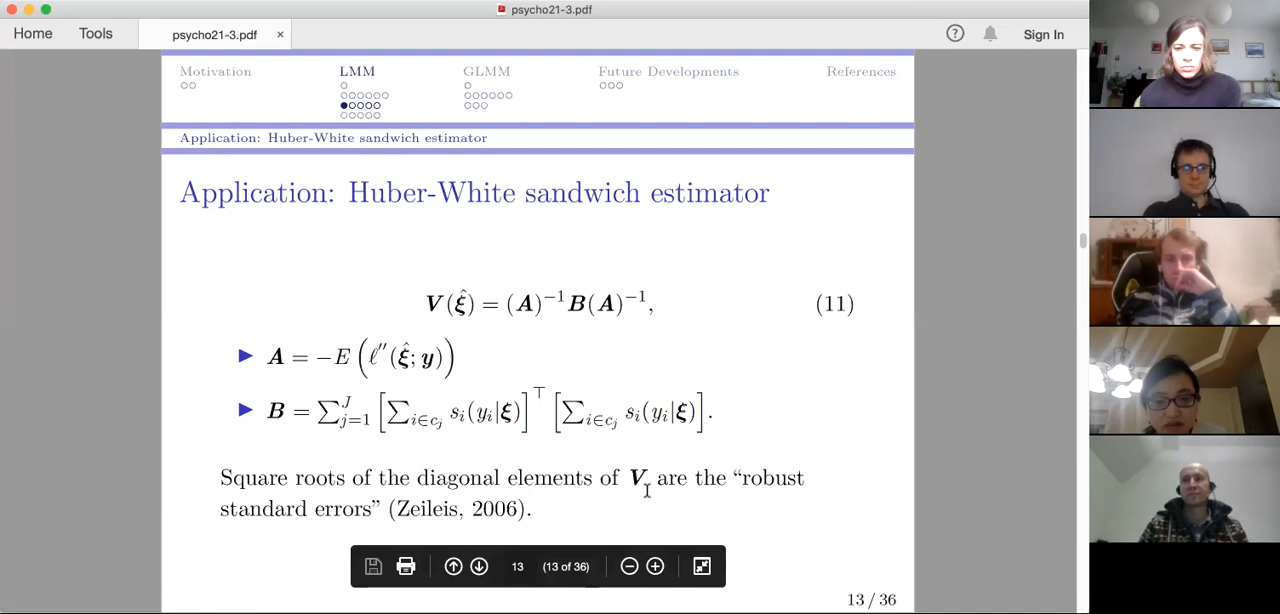 psycho21-3.pdf
Home Tools psycho21-3.pdf × Sign In
Motivation LMM GLMM Future Developments References
Application: Huber-White sandwich estimator
Application: Huber-White sandwich estimator
V(ξ̂) = (A)⁻¹B(A)⁻¹, (11)
▶ A = −E(ℓ′′(ξ̂; y))
▶ B = ∑ᴶⱼ₌₁ [∑i∈cⱼ sᵢ(yᵢ|ξ)]⊤ [∑i∈cⱼ sᵢ(yᵢ|ξ)].
Square roots of the diagonal elements of V are the “robust
standard errors” (Zeileis, 2006).
13 (13 of 36)
13 / 36